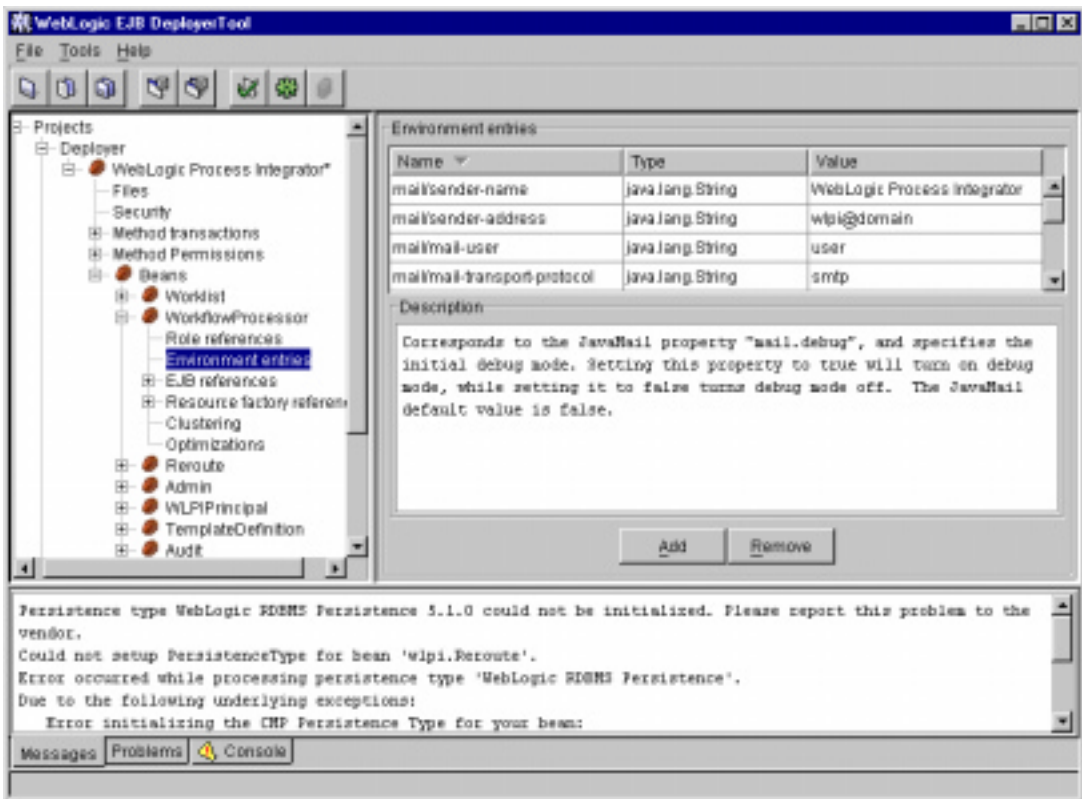 WebLogic EJB DeployerTool
File Tools Help
Projects
Deployer
WebLogic Process Integrator*
Files
Security
Method transactions
Method Permissions
Beans
Worklist
WorkflowProcessor
Role references
Environment entries
EJB references
Resource factory referen
Clustering
Optimizations
Reroute
Admin
WLPIPrincipal
TemplateDefinition
Audit
Environment entries
Name Type Value
mail/sender-name java.lang.String WebLogic Process Integrator
mail/sender-address java.lang.String wlpi@domain
mail/mail-user java.lang.String user
mail/mail-transport-protocol java.lang.String smtp
Description
Corresponds to the JavaMail property "mail.debug", and specifies the
initial debug mode. Setting this property to true will turn on debug
mode, while setting it to false turns debug mode off. The JavaMail
default value is false.
Add Remove
Persistence type WebLogic RDBMS Persistence 5.1.0 could not be initialized. Please report this problem to the
vendor.
Could not setup PersistenceType for bean 'wlpi.Reroute'.
Error occurred while processing persistence type 'WebLogic RDBMS Persistence'.
Due to the following underlying exceptions:
Error initializing the CMP Persistence Type for your bean:
Messages Problems Console